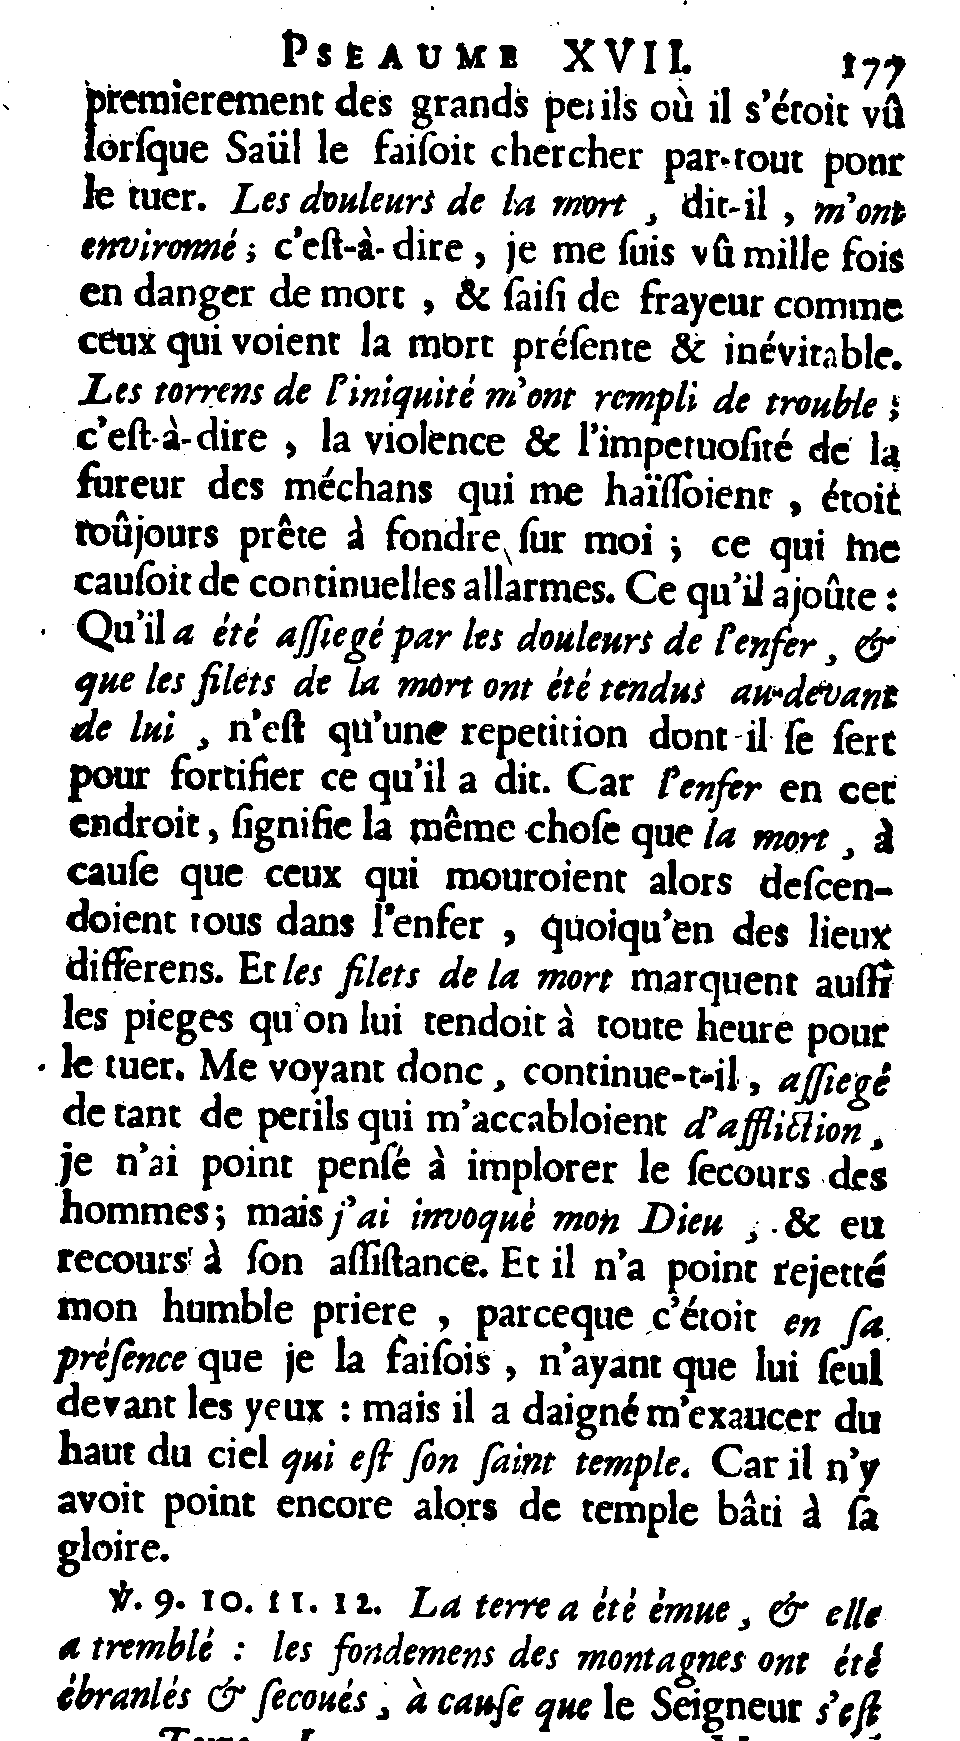 PSEAUME XVII. 177
premierement des grands perils où il s'étoit vû
lorſque Saül le faiſoit chercher par-tout pour
le tuer. Les douleurs de la mort, dit-il, m'ont
environné; c'eſt-à-dire, je me ſuis vû mille fois
en danger de mort, & ſaiſi de frayeur comme
ceux qui voient la mort préſente & inévitable.
Les torrens de l'iniquité m'ont rempli de trouble;
c'eſt-à-dire, la violence & l'impetuoſité de la
fureur des méchans qui me haïſſoient, étoit
toûjours prête à fondre ſur moi; ce qui me
cauſoit de continuelles allarmes. Ce qu'il ajoûte:
Qu'il a été aſſiegé par les douleurs de l'enfer, &
que les filets de la mort ont été tendus au-devant
de lui, n'eſt qu'une repetition dont il ſe ſert
pour fortifier ce qu'il a dit. Car l'enfer en cet
endroit, ſignifie la même choſe que la mort, à
cauſe que ceux qui mouroient alors deſcen-
doient tous dans l'enfer, quoiqu'en des lieux
differens. Et les filets de la mort marquent auſſi
les pieges qu'on lui tendoit à toute heure pour
le tuer. Me voyant donc, continue-t-il, aſſiegé
de tant de perils qui m'accabloient d'affliction,
je n'ai point penſé à implorer le ſecours des
hommes; mais j'ai invoqué mon Dieu, & eu
recours à ſon aſſiſtance. Et il n'a point rejetté
mon humble priere, parceque c'étoit en ſa
préſence que je la faiſois, n'ayant que lui ſeul
devant les yeux: mais il a daigné m'exaucer du
haut du ciel qui eſt ſon ſaint temple. Car il n'y
avoit point encore alors de temple bâti à ſa
gloire.
℣. 9. 10. 11. 12. La terre a été émue, & elle
a tremblé: les fondemens des montagnes ont été
ébranlés & ſecoués, à cauſe que le Seigneur s'eſt